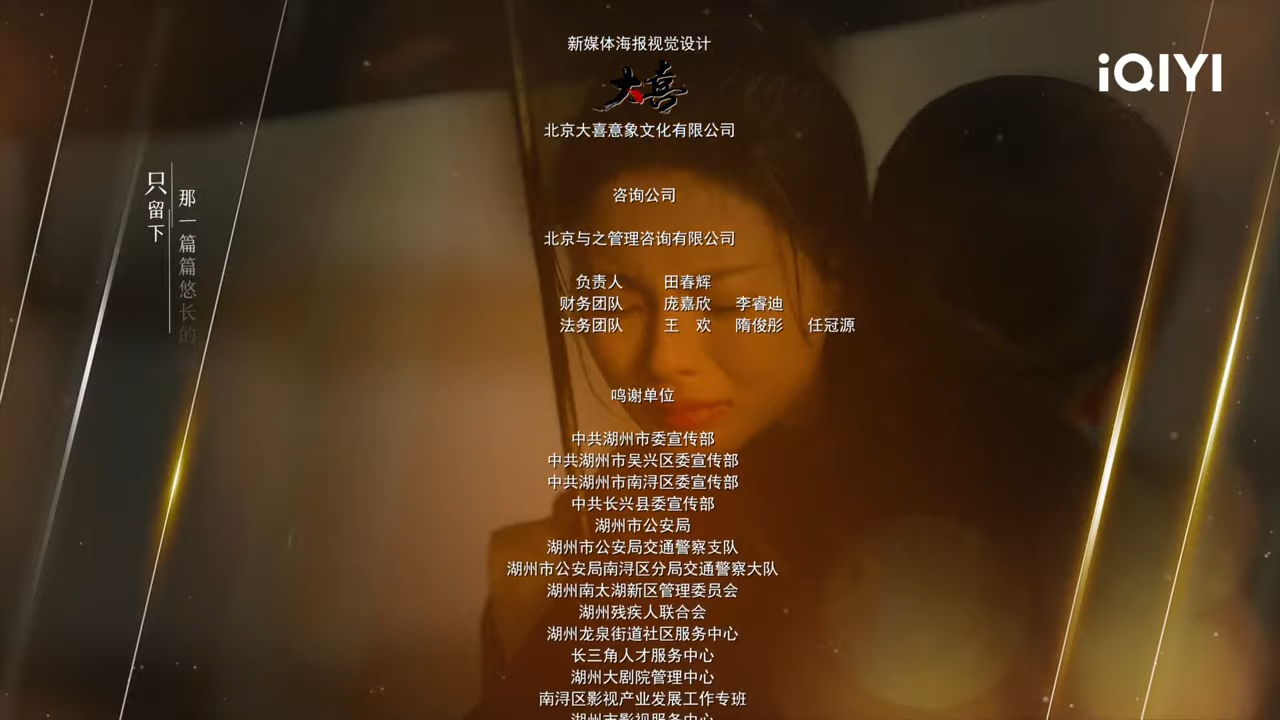 新媒体海报视觉设计
大喜
北京大喜意象文化有限公司
iQIYI
咨询公司
北京与之管理咨询有限公司
负责人 田春辉
财务团队 庞嘉欣 李睿迪
法务团队 王 欢 隋俊彤 任冠源
鸣谢单位
中共湖州市委宣传部
中共湖州市吴兴区委宣传部
中共湖州市南浔区委宣传部
中共长兴县委宣传部
湖州市公安局
湖州市公安局交通警察支队
湖州市公安局南浔区分局交通警察大队
湖州南太湖新区管理委员会
湖州残疾人联合会
湖州龙泉街道社区服务中心
长三角人才服务中心
湖州大剧院管理中心
南浔区影视产业发展工作专班
湖州市影视服务中心
只留下
那一篇篇悠长的